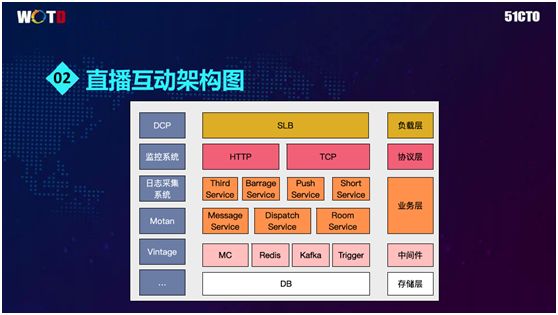 WOTD
51CTO
02
直播互动架构图
DCP
SLB
负载层
监控系统
HTTP
TCP
协议层
日志采集
系统
Third
Service
Barrage
Service
Push
Service
Short
Service
业务层
Motan
Message
Service
Dispatch
Service
Room
Service
Vintage
MC
Redis
Kafka
Trigger
中间件
...
DB
存储层